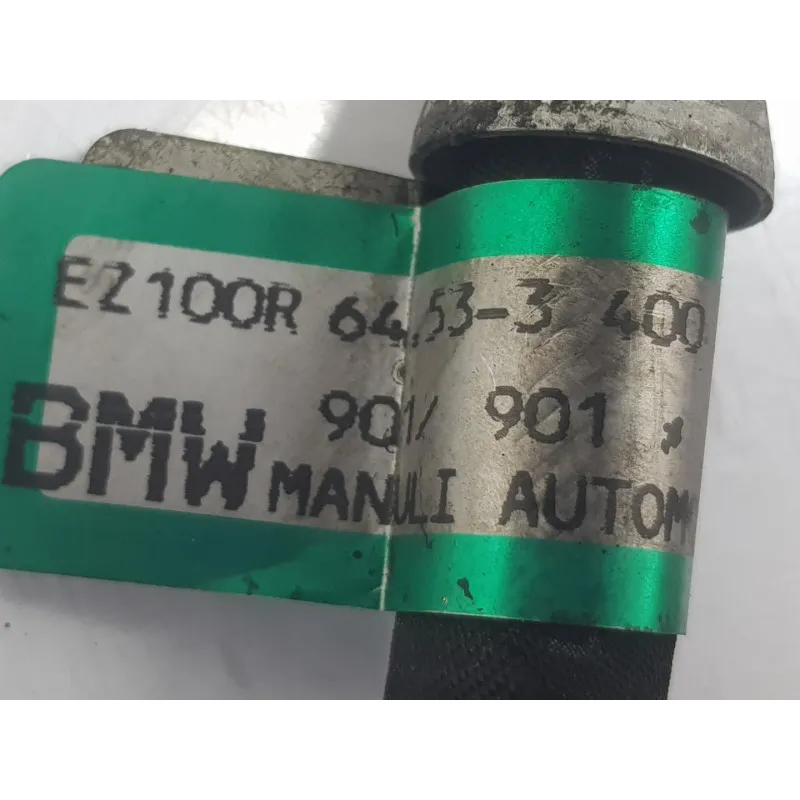 EZ100R 64.53-3 400
901/ 901
BMW MANULI AUTOM